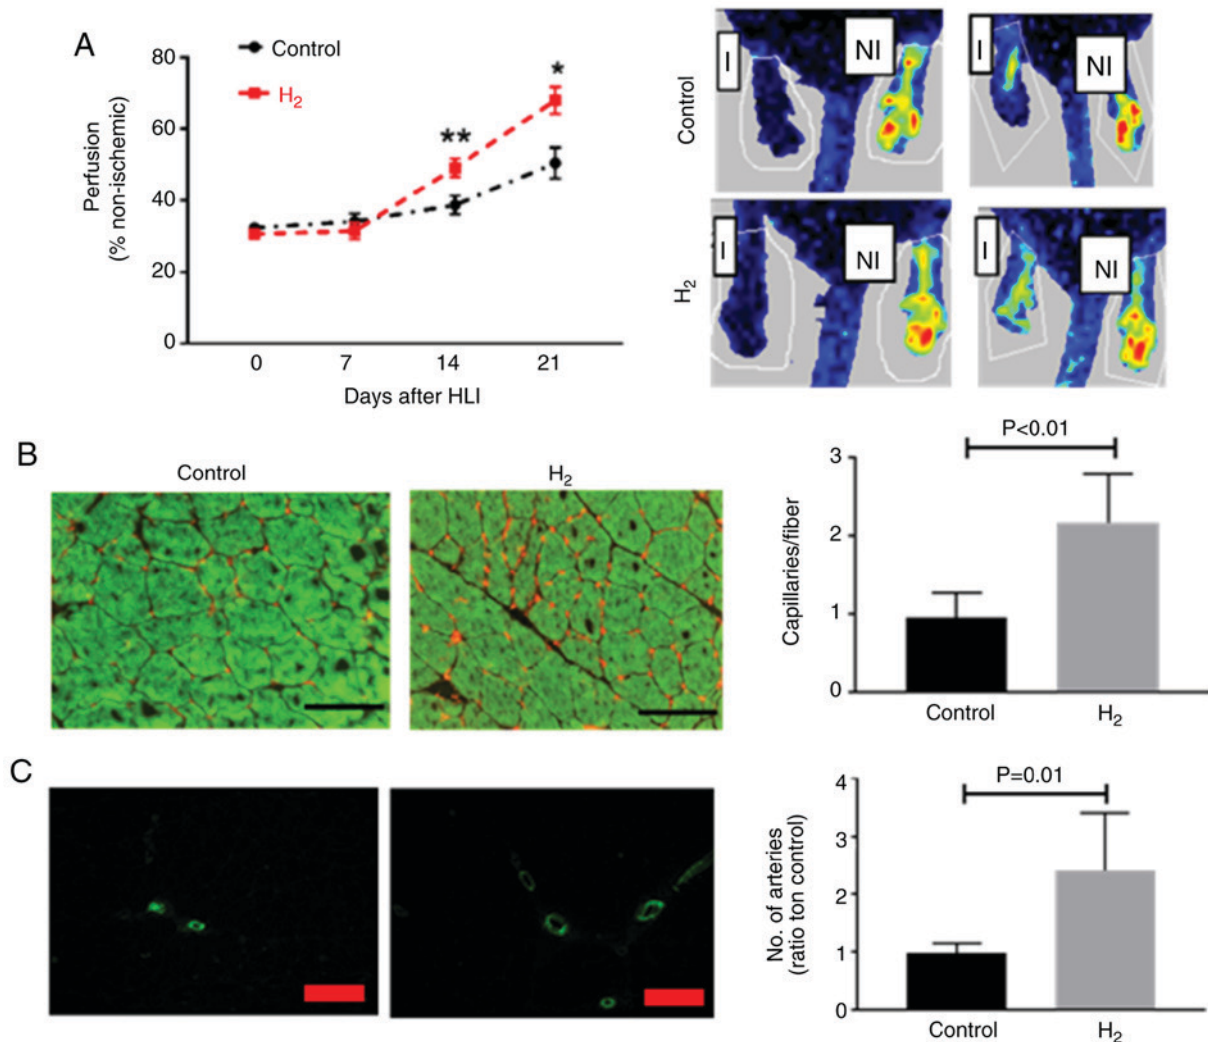 A
Control
H2
80
60
40
20
0
Perfusion
(% non-ischemic)
**
*
0 7 14 21
Days after HLI
Control
I NI I NI
H2
I NI I NI
B
Control H2
P<0.01
3
2
1
0
Capillaries/fiber
Control H2
C
P=0.01
4
3
2
1
0
No. of arteries
(ratio ton control)
Control H2